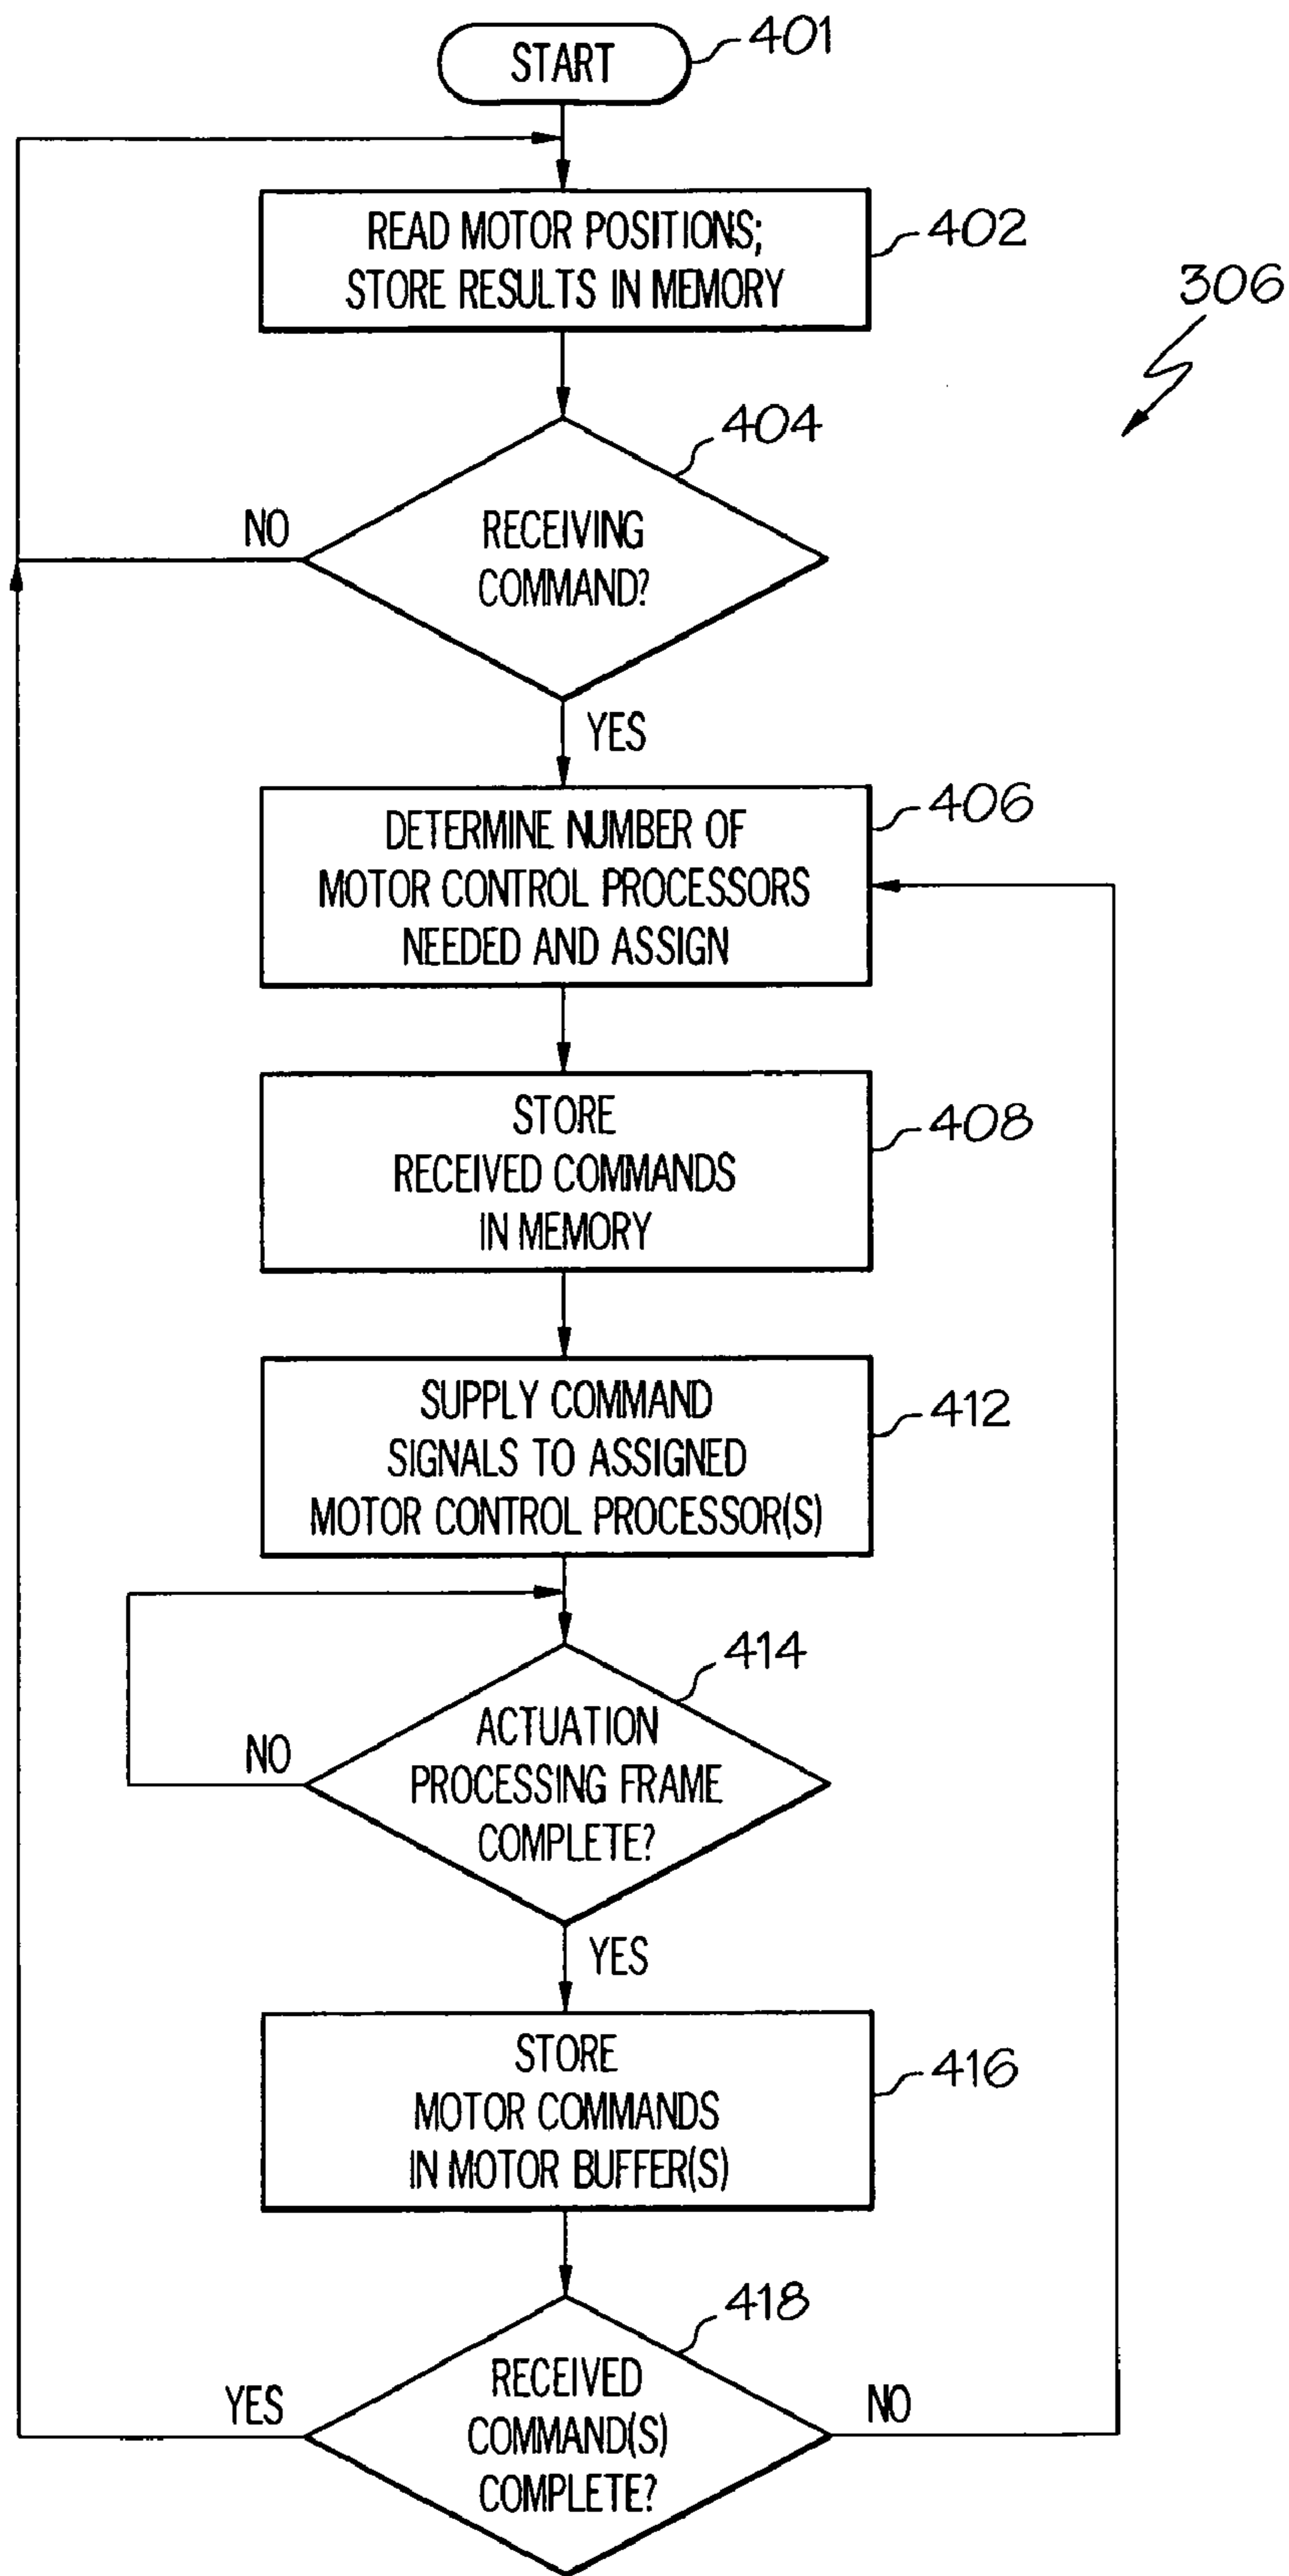 START
401
READ MOTOR POSITIONS;
STORE RESULTS IN MEMORY
402
306
404
NO
RECEIVING
COMMAND?
YES
406
DETERMINE NUMBER OF
MOTOR CONTROL PROCESSORS
NEEDED AND ASSIGN
STORE
RECEIVED COMMANDS
IN MEMORY
408
SUPPLY COMMAND
SIGNALS TO ASSIGNED
MOTOR CONTROL PROCESSOR(S)
412
414
NO
ACTUATION
PROCESSING FRAME
COMPLETE?
YES
STORE
MOTOR COMMANDS
IN MOTOR BUFFER(S)
416
418
YES
RECEIVED
COMMAND(S)
COMPLETE?
NO